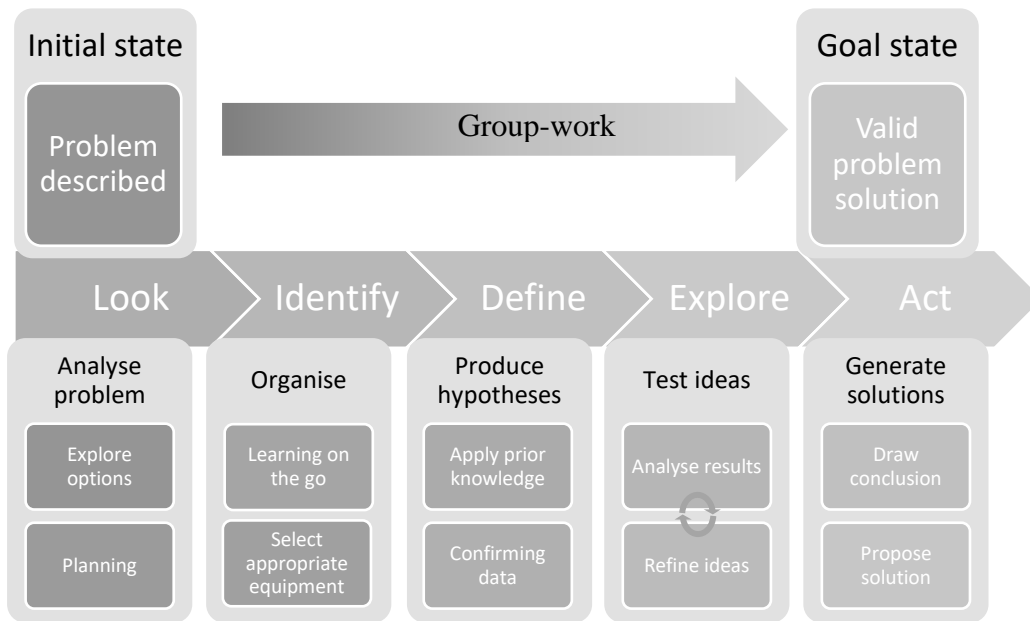 Initial state
Problem
described
Group-work
Goal state
Valid
problem
solution
Look
Identify
Define
Explore
Act
Analyse
problem
Explore
options
Planning
Organise
Learning on
the go
Select
appropriate
equipment
Produce
hypotheses
Apply prior
knowledge
Confirming
data
Test ideas
Analyse results
Refine ideas
Generate
solutions
Draw
conclusion
Propose
solution